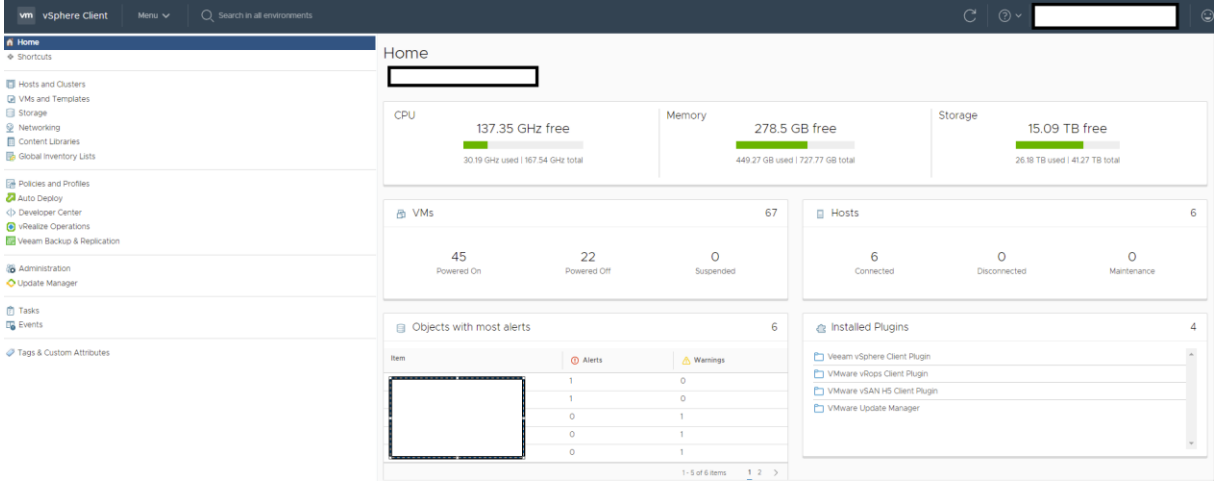 vm vSphere Client Menu Search in all environments
Home
Shortcuts
Hosts and Clusters
VMs and Templates
Storage
Networking
Content Libraries
Global Inventory Lists
Policies and Profiles
Auto Deploy
Developer Center
vRealize Operations
Veeam Backup & Replication
Administration
Update Manager
Tasks
Events
Tags & Custom Attributes
Home
CPU
137.35 GHz free
30.19 GHz used | 167.54 GHz total
Memory
278.5 GB free
449.27 GB used | 727.77 GB total
Storage
15.09 TB free
26.18 TB used | 41.27 TB total
VMs 67
45 22 0
Powered On Powered Off Suspended
Hosts 6
6 0 0
Connected Disconnected Maintenance
Objects with most alerts 6
Item Alerts Warnings
1 0
1 0
0 1
0 1
0 1
1 - 5 of 6 items 1 2
Installed Plugins 4
Veeam vSphere Client Plugin
VMware vRops Client Plugin
VMware vSAN H5 Client Plugin
VMware Update Manager